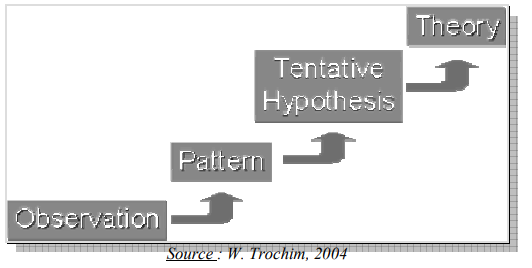 Theory
Tentative
Hypothesis
Pattern
Observation
Source : W. Trochim, 2004